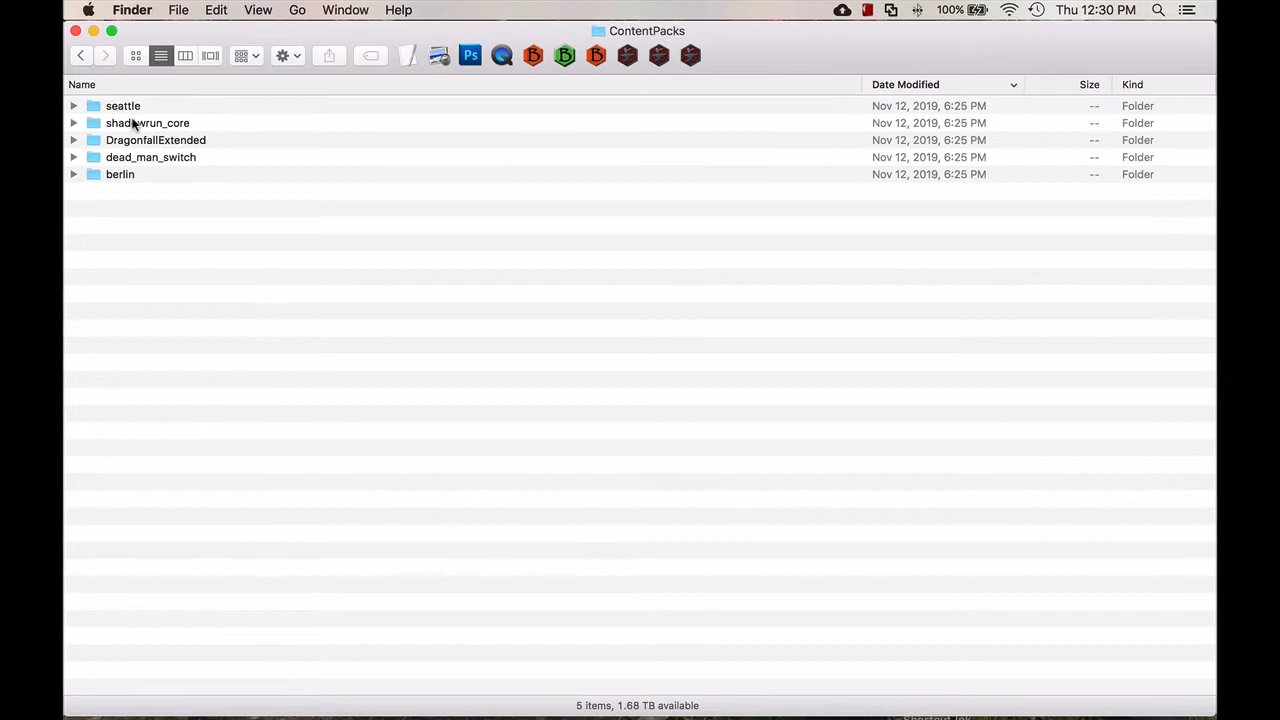 Finder File Edit View Go Window Help 100% Thu 12:30 PM
ContentPacks
Ps B B B
Name Date Modified Size Kind
seattle Nov 12, 2019, 6:25 PM -- Folder
shadowrun_core Nov 12, 2019, 6:25 PM -- Folder
DragonfallExtended Nov 12, 2019, 6:25 PM -- Folder
dead_man_switch Nov 12, 2019, 6:25 PM -- Folder
berlin Nov 12, 2019, 6:25 PM -- Folder
5 items, 1.68 TB available